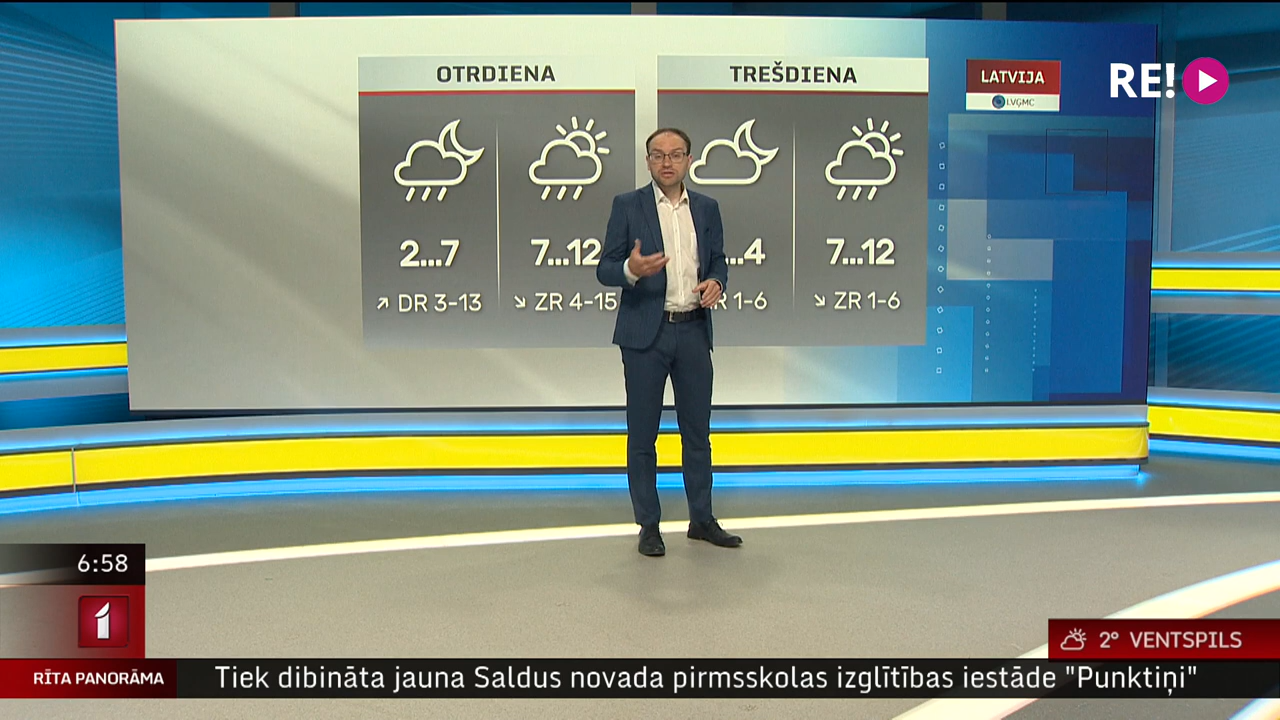 OTRDIENA
TREŠDIENA
LATVIJA
LVĢMC
RE!
2...7
7...12
...4
7...12
DR 3-13
ZR 4-15
R 1-6
ZR 1-6
6:58
1
2° VENTSPILS
RĪTA PANORĀMA
Tiek dibināta jauna Saldus novada pirmsskolas izglītības iestāde "Punktiņi"